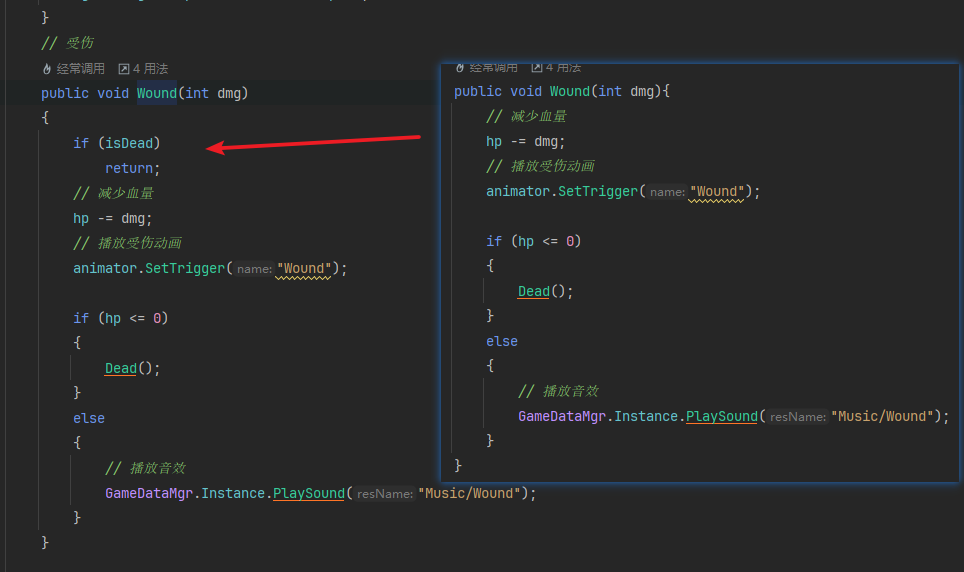 }
// 受伤
经常调用 4 用法
public void Wound(int dmg)
{
if (isDead)
return;
// 减少血量
hp -= dmg;
// 播放受伤动画
animator.SetTrigger(name:"Wound");
if (hp <= 0)
{
Dead();
}
else
{
// 播放音效
GameDataMgr.Instance.PlaySound(resName:"Music/Wound");
}
}
经常调用 4 用法
public void Wound(int dmg){
// 减少血量
hp -= dmg;
// 播放受伤动画
animator.SetTrigger(name:"Wound");
if (hp <= 0)
{
Dead();
}
else
{
// 播放音效
GameDataMgr.Instance.PlaySound(resName:"Music/Wound");
}
}